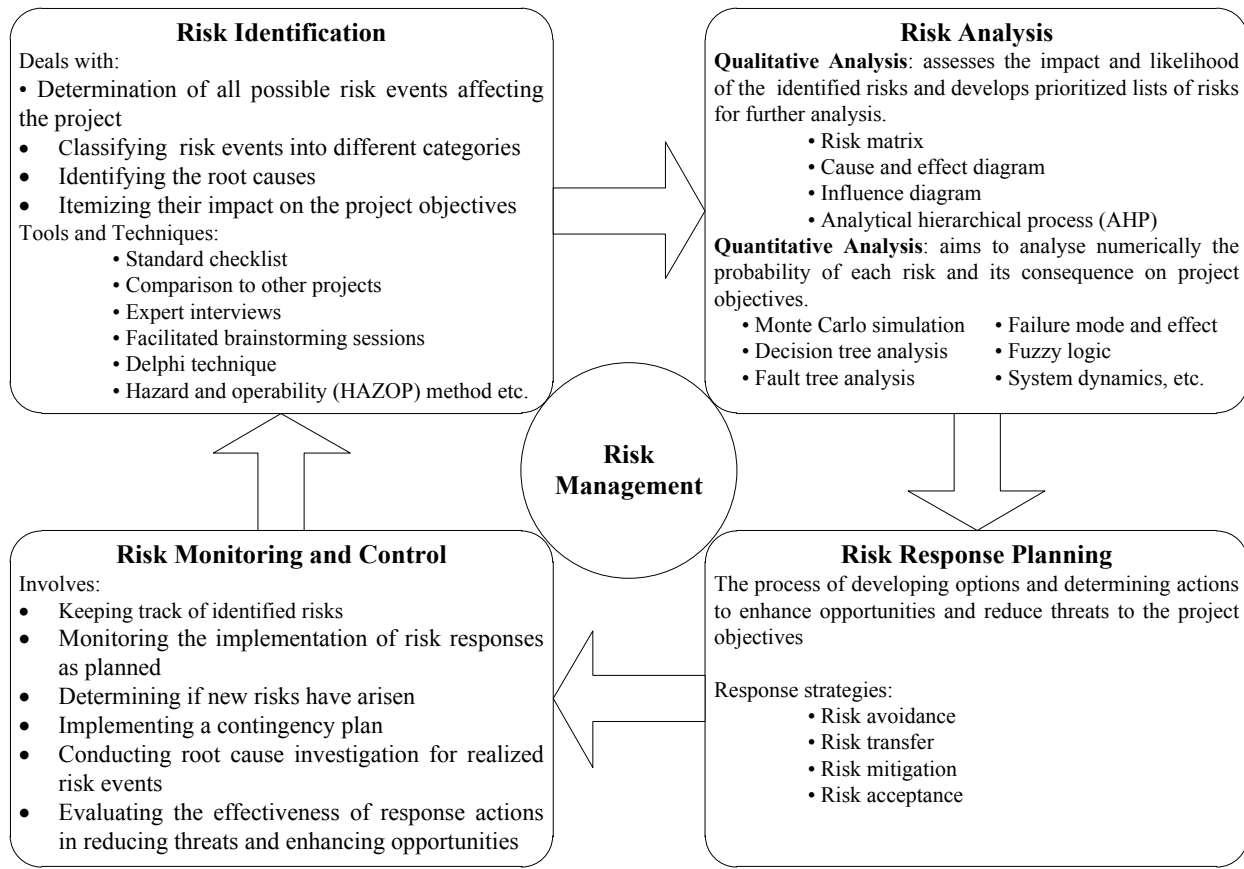 Risk Identification
Deals with:
• Determination of all possible risk events affecting
the project
• Classifying risk events into different categories
• Identifying the root causes
• Itemizing their impact on the project objectives
Tools and Techniques:
• Standard checklist
• Comparison to other projects
• Expert interviews
• Facilitated brainstorming sessions
• Delphi technique
• Hazard and operability (HAZOP) method etc.
Risk Analysis
Qualitative Analysis: assesses the impact and likelihood
of the identified risks and develops prioritized lists of risks
for further analysis.
• Risk matrix
• Cause and effect diagram
• Influence diagram
• Analytical hierarchical process (AHP)
Quantitative Analysis: aims to analyse numerically the
probability of each risk and its consequence on project
objectives.
• Monte Carlo simulation
• Decision tree analysis
• Fault tree analysis
• Failure mode and effect
• Fuzzy logic
• System dynamics, etc.
Risk
Management
Risk Response Planning
The process of developing options and determining actions
to enhance opportunities and reduce threats to the project
objectives
Response strategies:
• Risk avoidance
• Risk transfer
• Risk mitigation
• Risk acceptance
Risk Monitoring and Control
Involves:
• Keeping track of identified risks
• Monitoring the implementation of risk responses
as planned
• Determining if new risks have arisen
• Implementing a contingency plan
• Conducting root cause investigation for realized
risk events
• Evaluating the effectiveness of response actions
in reducing threats and enhancing opportunities